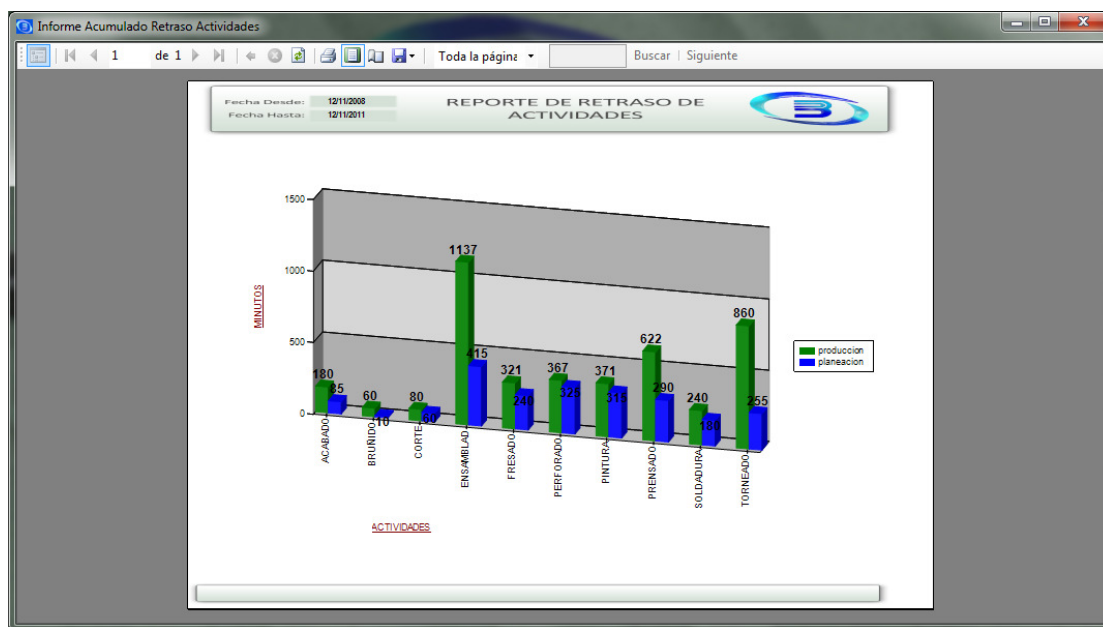 Informe Acumulado Retraso Actividades
1 de 1 Toda la págine Buscar | Siguiente
Fecha Desde: 12/11/2008
Fecha Hasta: 12/11/2011
REPORTE DE RETRASO DE
ACTIVIDADES
1500
1000
500
0
MINUTOS
180
85
60
10
80
60
1137
415
321
240
367
325
371
315
622
290
240
180
860
255
produccion
planeacion
ACABADO
BRUÑIDO
CORTE
ENSAMBLAD
FRESADO
PERFORADO
PINTURA
PRENSADO
SOLDADURA
TORNEADO
ACTIVIDADES